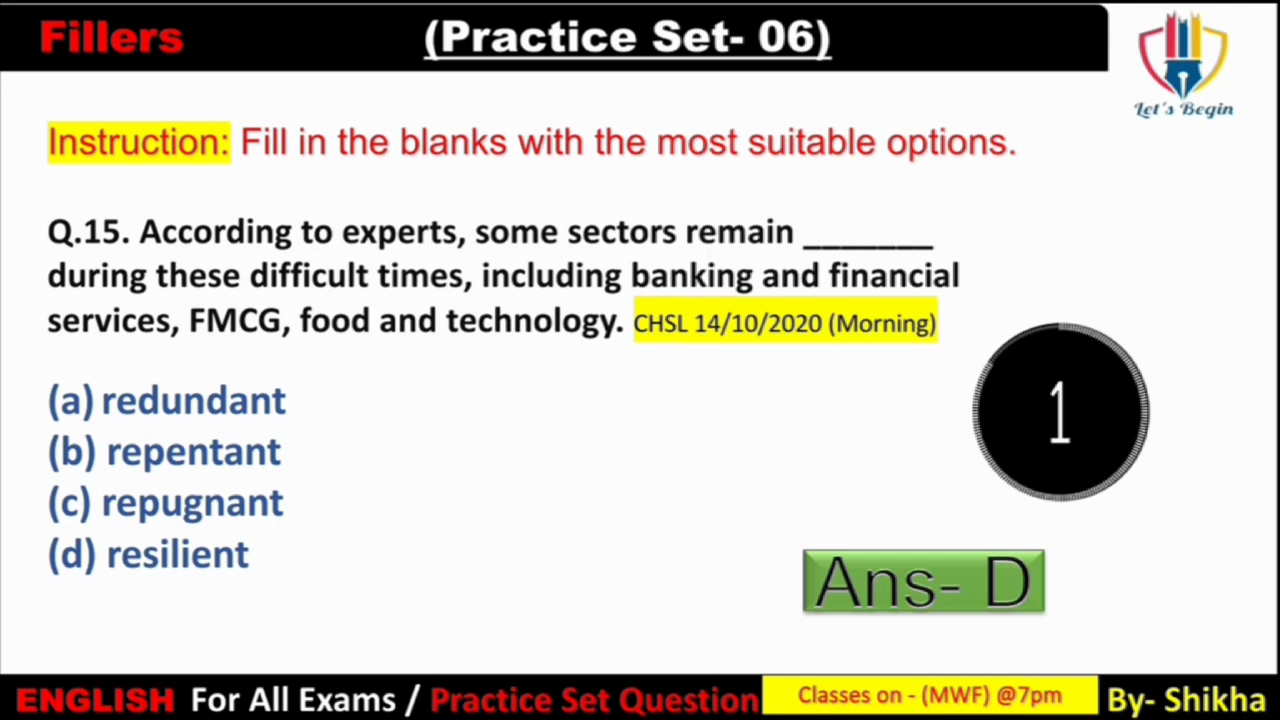 Fillers (Practice Set- 06)
Let's Begin
Instruction: Fill in the blanks with the most suitable options.
Q.15. According to experts, some sectors remain _______
during these difficult times, including banking and financial
services, FMCG, food and technology. CHSL 14/10/2020 (Morning)
(a) redundant
(b) repentant
(c) repugnant
(d) resilient
1
Ans- D
ENGLISH For All Exams / Practice Set Question Classes on - (MWF) @7pm By- Shikha